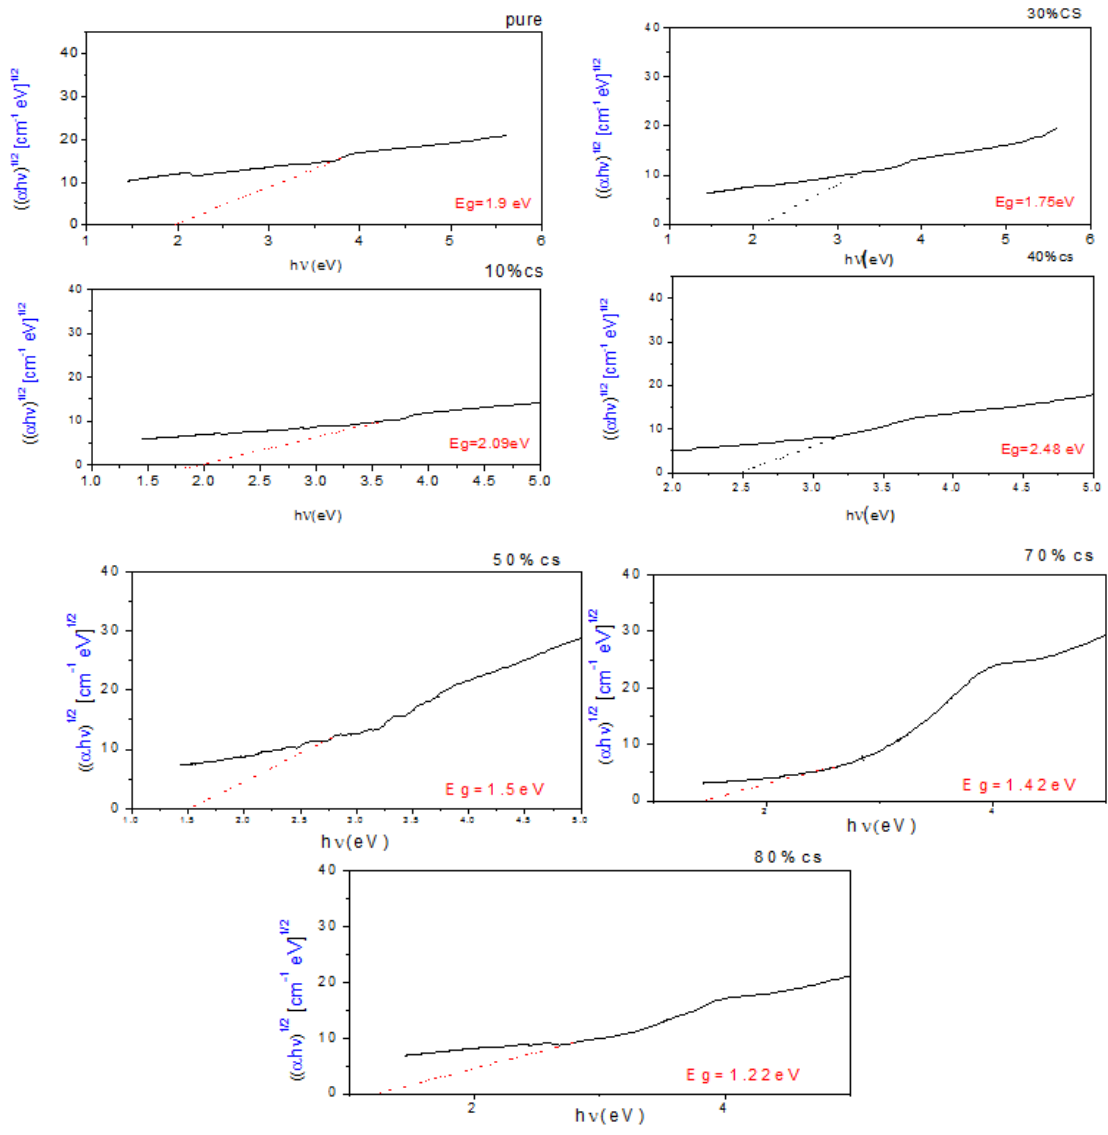 pure
((αhν)^1/2 [cm^-1 eV]^1/2
40
30
20
10
0
1 2 3 4 5 6
Eg=1.9 eV
hν(eV)
30%CS
((αhν)^1/2 [cm^-1 eV]^1/2
40
30
20
10
0
1 2 3 4 5 6
Eg=1.75eV
hν(eV)
10%cs
((αhν)^1/2 [cm^-1 eV]^1/2
40
30
20
10
0
1.0 1.5 2.0 2.5 3.0 3.5 4.0 4.5 5.0
Eg=2.09eV
hν(eV)
40%cs
((αhν)^1/2 [cm^-1 eV]^1/2
40
30
20
10
0
2.0 2.5 3.0 3.5 4.0 4.5 5.0
Eg=2.48 eV
hν(eV)
50% cs
((αhν)^1/2 [cm^-1 eV]^1/2
40
30
20
10
0
1.0 1.5 2.0 2.5 3.0 3.5 4.0 4.5 5.0
Eg=1.5eV
hν(eV)
70% cs
(αhν)^1/2 [cm^-1 eV]^1/2
40
30
20
10
0
2 4
Eg=1.42eV
hν(eV)
80%cs
((αhν)^1/2 [cm^-1 eV]^1/2
40
30
20
10
0
2 4
Eg=1.22eV
hν(eV)